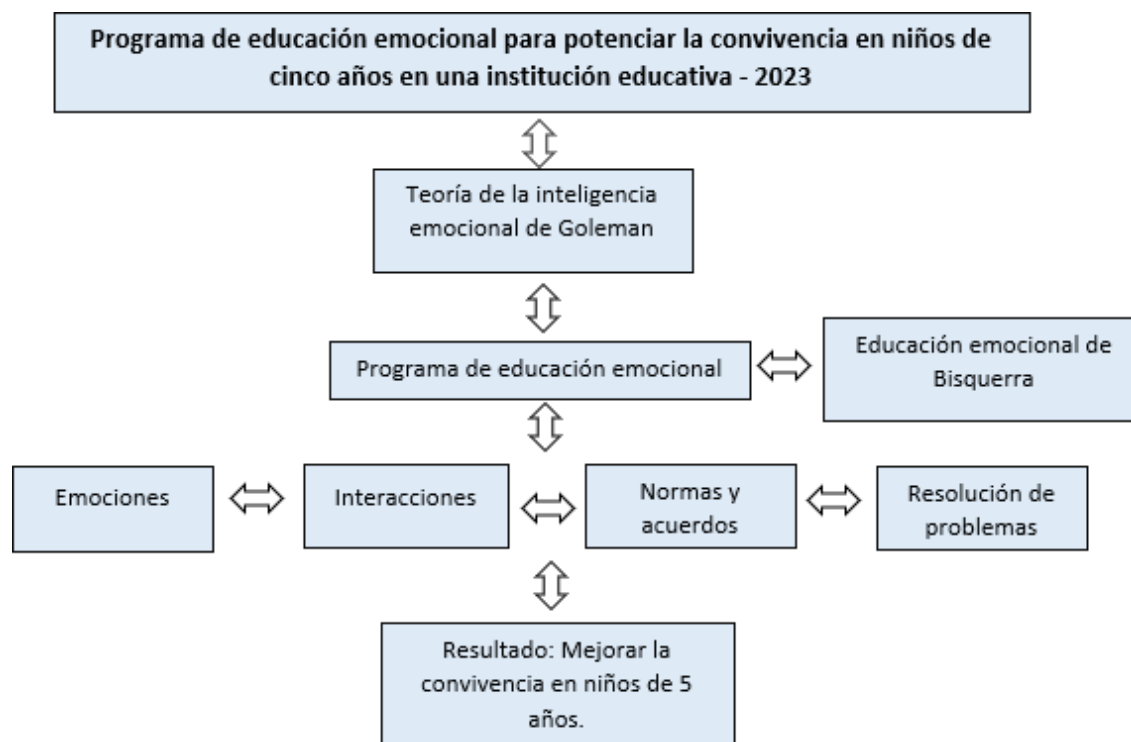 Programa de educación emocional para potenciar la convivencia en niños de
cinco años en una institución educativa - 2023
Teoría de la inteligencia
emocional de Goleman
Programa de educación emocional
Educación emocional de
Bisquerra
Emociones
Interacciones
Normas y
acuerdos
Resolución de
problemas
Resultado: Mejorar la
convivencia en niños de 5
años.